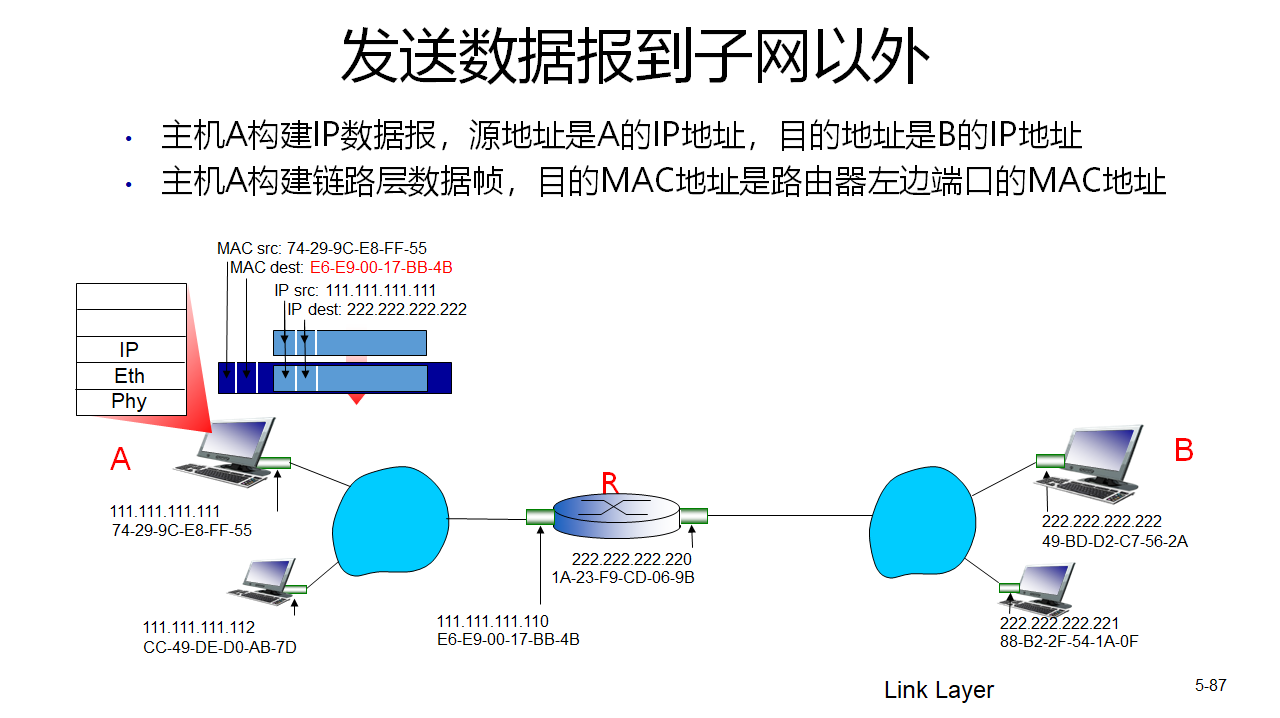 发送数据报到子网以外
• 主机A构建IP数据报，源地址是A的IP地址，目的地址是B的IP地址
• 主机A构建链路层数据帧，目的MAC地址是路由器左边端口的MAC地址
MAC src: 74-29-9C-E8-FF-55
MAC dest: E6-E9-00-17-BB-4B
IP src: 111.111.111.111
IP dest: 222.222.222.222
IP
Eth
Phy
A
R
B
111.111.111.111
74-29-9C-E8-FF-55
222.222.222.222
49-BD-D2-C7-56-2A
222.222.222.220
1A-23-F9-CD-06-9B
111.111.111.112
CC-49-DE-D0-AB-7D
111.111.111.110
E6-E9-00-17-BB-4B
222.222.222.221
88-B2-2F-54-1A-0F
Link Layer
5-87